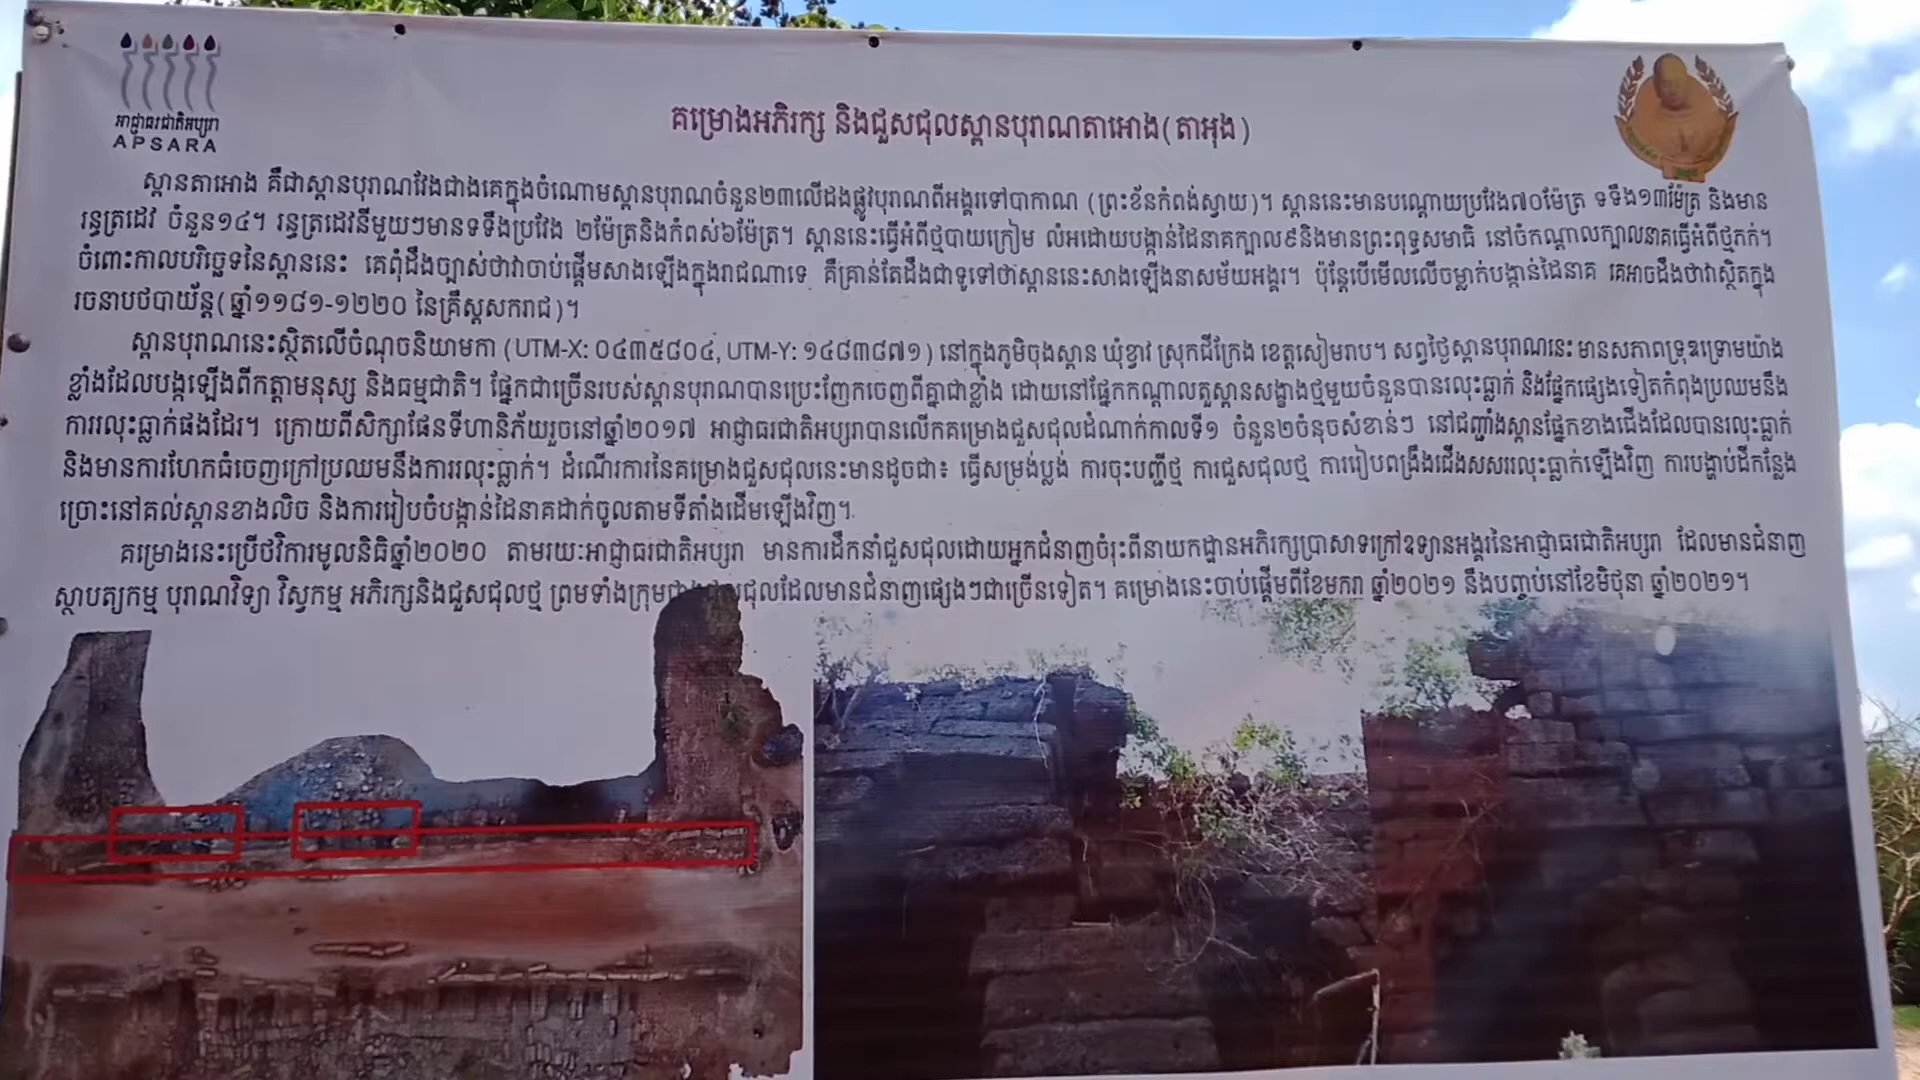 អាជ្ញាធរជាតិអប្សរា
APSARA
គម្រោងអភិរក្ស និងជួសជុលស្ពានបុរាណតាអោង(តាអុង)
ស្ពានតាអោង គឺជាស្ពានបុរាណវែងជាងគេក្នុងចំណោមស្ពានបុរាណចំនួន២៣លើដងផ្លូវបុរាណពីអង្គរទៅបាកាណ (ព្រះខ័នកំពង់ស្វាយ)។ ស្ពាននេះមានបណ្តោយប្រវែង៧០ម៉ែត្រ ទទឹង១៣ម៉ែត្រ និងមាន
រន្ធត្រដេវ ចំនួន១៤។ រន្ធត្រដេវនីមួយៗមានទទឹងប្រវែង ២ម៉ែត្រនិងកំពស់៦ម៉ែត្រ។ ស្ពាននេះធ្វើអំពីថ្មបាយក្រៀម លំអដោយបង្កាន់ដៃនាគក្បាល៩និងមានព្រះពុទ្ធសមាធិ នៅចំកណ្តាលក្បាលនាគធ្វើអំពីថ្មភក់។
ចំពោះកាលបរិច្ឆេទនៃស្ពាននេះ គេពុំដឹងច្បាស់ថាវាចាប់ផ្តើមសាងឡើងក្នុងរាជណាទេ គឺគ្រាន់តែដឹងជាទូទៅថាស្ពាននេះសាងឡើងនាសម័យអង្គរ។ ប៉ុន្តែបើមើលលើចម្លាក់បង្កាន់ដៃនាគ គេអាចដឹងថាវាស្ថិតក្នុង
រចនាបថបាយ័ន្ត(ឆ្នាំ១១៨១-១២២០ នៃគ្រឹស្តសករាជ)។
ស្ពានបុរាណនេះស្ថិតលើចំណុចនិយាមកា (UTM-X: ០៤៣៥៨០៤, UTM-Y: ១៤៨៣៨៧១) នៅក្នុងភូមិចុងស្ពាន ឃុំខ្វាវ ស្រុកជីក្រែង ខេត្តសៀមរាប។ សព្វថ្ងៃស្ពានបុរាណនេះមានសភាពទ្រុឌទ្រោមយ៉ាង
ខ្លាំងដែលបង្កឡើងពីកត្តាមនុស្ស និងធម្មជាតិ។ ផ្នែកជាច្រើនរបស់ស្ពានបុរាណបានប្រេះញែកចេញពីគ្នាជាខ្លាំង ដោយនៅផ្នែកកណ្តាលតួស្ពានសង្ខាងថ្មមួយចំនួនបានរលុះធ្លាក់ និងផ្នែកផ្សេងទៀតកំពុងប្រឈមនឹង
ការរលុះធ្លាក់ផងដែរ។ ក្រោយពីសិក្សាផែនទីហានិភ័យរួចនៅឆ្នាំ២០១៧ អាជ្ញាធរជាតិអប្សរាបានលើកគម្រោងជួសជុលដំណាក់កាលទី១ ចំនួន២ចំនុចសំខាន់ៗ នៅជញ្ជាំងស្ពានផ្នែកខាងជើងដែលបានរលុះធ្លាក់
និងមានការហែកធំចេញក្រៅប្រឈមនឹងការរលុះធ្លាក់។ ដំណើរការនៃគម្រោងជួសជុលនេះមានដូចជា៖ ធ្វើសម្រង់ប្លង់ ការចុះបញ្ជីថ្ម ការជួសជុលថ្ម ការរៀបពង្រឹងជើងសសររលុះធ្លាក់ឡើងវិញ ការបង្ហាប់ដីកន្លែង
ច្រោះនៅគល់ស្ពានខាងលិច និងការរៀបចំបង្កាន់ដៃនាគដាក់ចូលតាមទីតាំងដើមឡើងវិញ។
គម្រោងនេះប្រើថវិការមូលនិធិឆ្នាំ២០២០ តាមរយៈអាជ្ញាធរជាតិអប្សរា មានការដឹកនាំជួសជុលដោយអ្នកជំនាញចំរុះពីនាយកដ្ឋានអភិរក្សប្រាសាទក្រៅឧទ្យានអង្គរនៃអាជ្ញាធរជាតិអប្សរា ដែលមានជំនាញ
ស្ថាបត្យកម្ម បុរាណវិទ្យា វិស្វកម្ម អភិរក្សនិងជួសជុលថ្ម ព្រមទាំងក្រុមជាងជួសជុលដែលមានជំនាញផ្សេងៗជាច្រើនទៀត។ គម្រោងនេះចាប់ផ្តើមពីខែមករា ឆ្នាំ២០២១ នឹងបញ្ចប់នៅខែមិថុនា ឆ្នាំ២០២១។